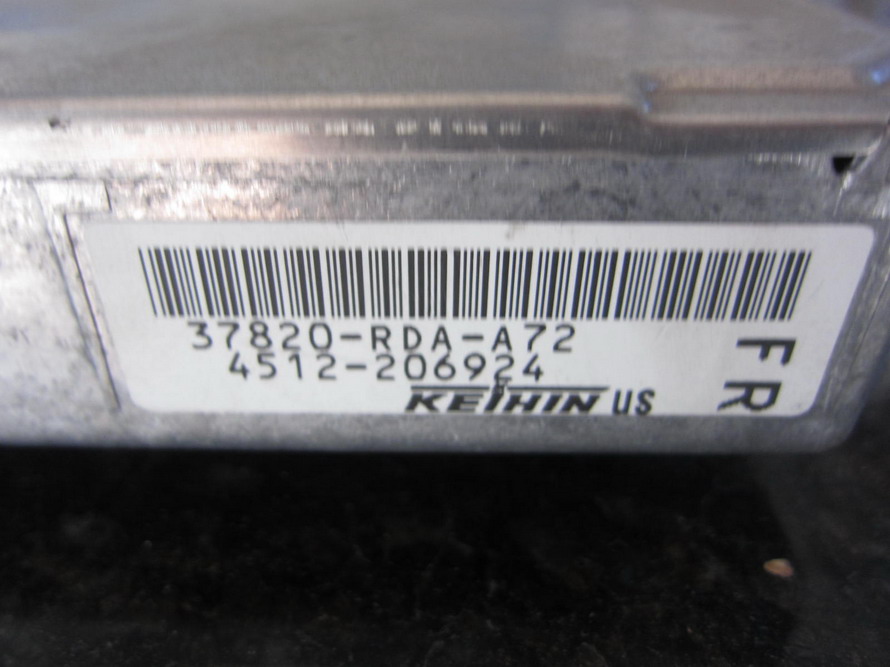 37820-RDA-A72
4512-206924
KEIHIN US
FR